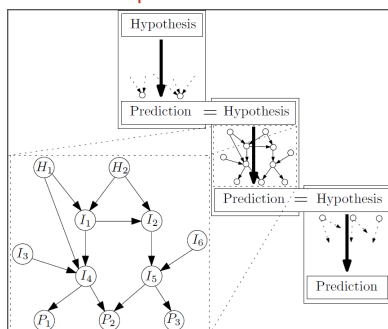 Hypothesis
Prediction = Hypothesis
Prediction = Hypothesis
Prediction
H₁ H₂
I₁ I₂
I₃ I₄ I₅ I₆
P₁ P₂ P₃